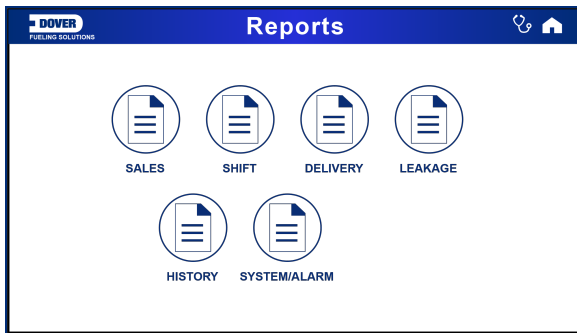 DOVER
FUELING SOLUTIONS
Reports
SALES
SHIFT
DELIVERY
LEAKAGE
HISTORY
SYSTEM/ALARM